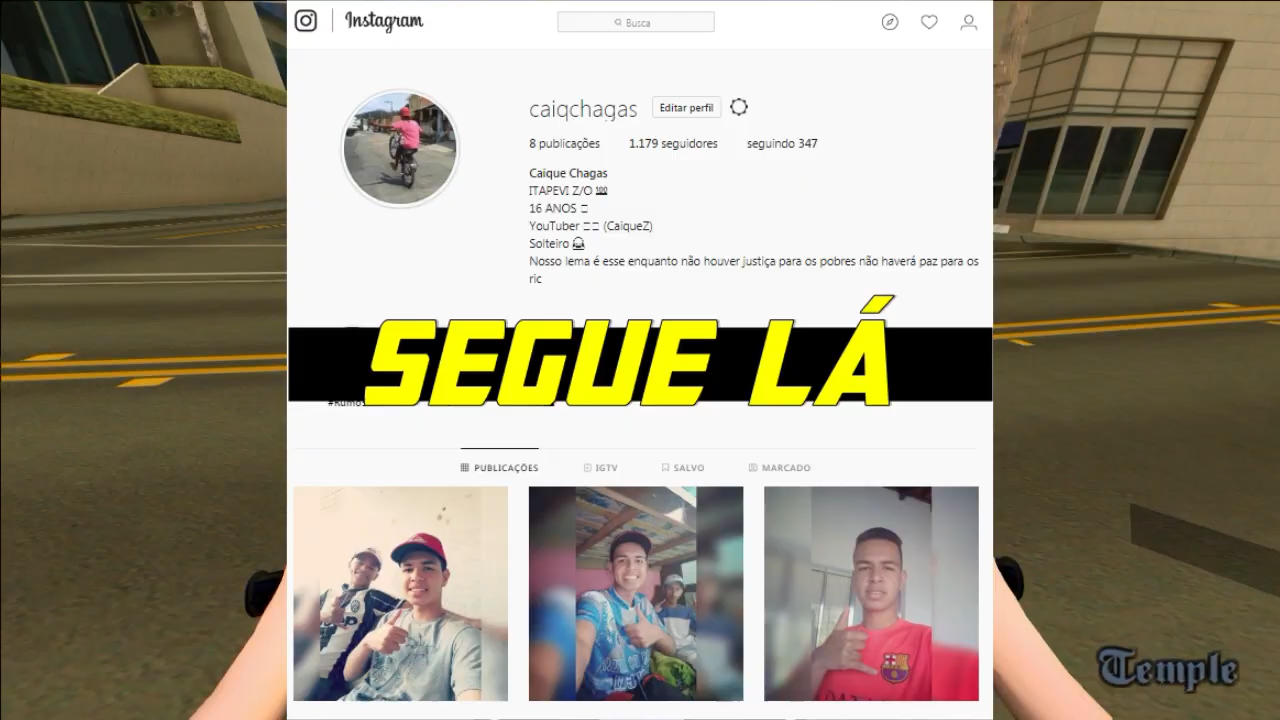 Instagram
Busca
caiqchagas Editar perfil
8 publicações 1.179 seguidores seguindo 347
Caique Chagas
ITAPEVI Z/O 💯
16 ANOS
YouTuber (CaiqueZ)
Solteiro
Nosso lema é esse enquanto não houver justiça para os pobres não haverá paz para os
ric
SEGUE LÁ
PUBLICAÇÕES IGTV SALVO MARCADO
Temple